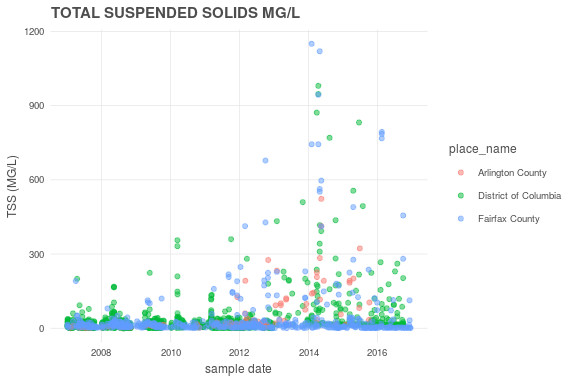 TOTAL SUSPENDED SOLIDS MG/L
1200
900
600
300
0
TSS (MG/L)
2008 2010 2012 2014 2016
sample date
place_name
Arlington County
District of Columbia
Fairfax County